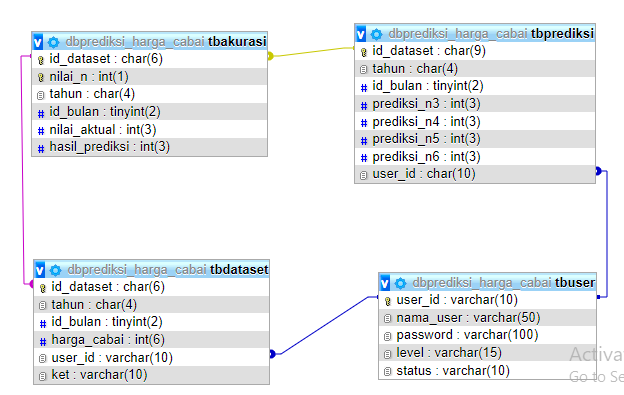 dbprediksi_harga_cabai tbakurasi
id_dataset : char(6)
nilai_n : int(1)
tahun : char(4)
id_bulan : tinyint(2)
nilai_aktual : int(3)
hasil_prediksi : int(3)
dbprediksi_harga_cabai tbprediksi
id_dataset : char(9)
tahun : char(4)
id_bulan : tinyint(2)
prediksi_n3 : int(3)
prediksi_n4 : int(3)
prediksi_n5 : int(3)
prediksi_n6 : int(3)
user_id : char(10)
dbprediksi_harga_cabai tbdataset
id_dataset : char(6)
tahun : char(4)
id_bulan : tinyint(2)
harga_cabai : int(6)
user_id : varchar(10)
ket : varchar(10)
dbprediksi_harga_cabai tbuser
user_id : varchar(10)
nama_user : varchar(50)
password : varchar(100)
level : varchar(15)
status : varchar(10)
Activa
Go to Se